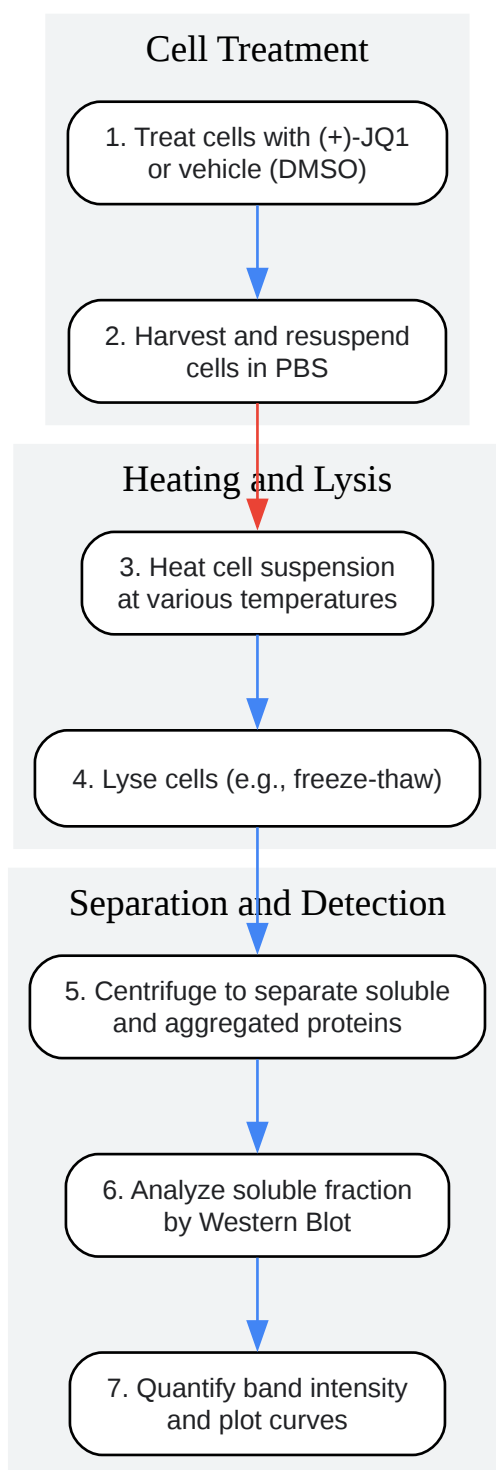 Cell Treatment
1. Treat cells with (+)-JQ1
or vehicle (DMSO)
2. Harvest and resuspend
cells in PBS
Heating and Lysis
3. Heat cell suspension
at various temperatures
4. Lyse cells (e.g., freeze-thaw)
Separation and Detection
5. Centrifuge to separate soluble
and aggregated proteins
6. Analyze soluble fraction
by Western Blot
7. Quantify band intensity
and plot curves